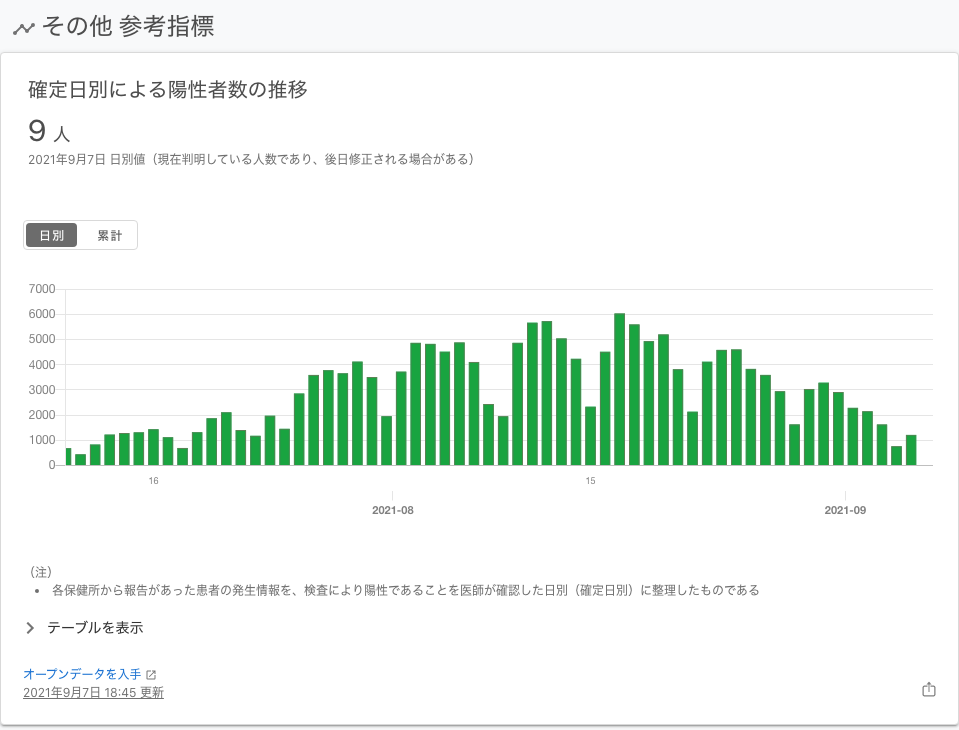 その他 参考指標
確定日別による陽性者数の推移
9 人
2021年9月7日 日別値（現在判明している人数であり、後日修正される場合がある）
日別 累計
7000
6000
5000
4000
3000
2000
1000
0
16 15
2021-08 2021-09
（注）
• 各保健所から報告があった患者の発生情報を、検査により陽性であることを医師が確認した日別（確定日別）に整理したものである
テーブルを表示
オープンデータを入手
2021年9月7日 18:45 更新